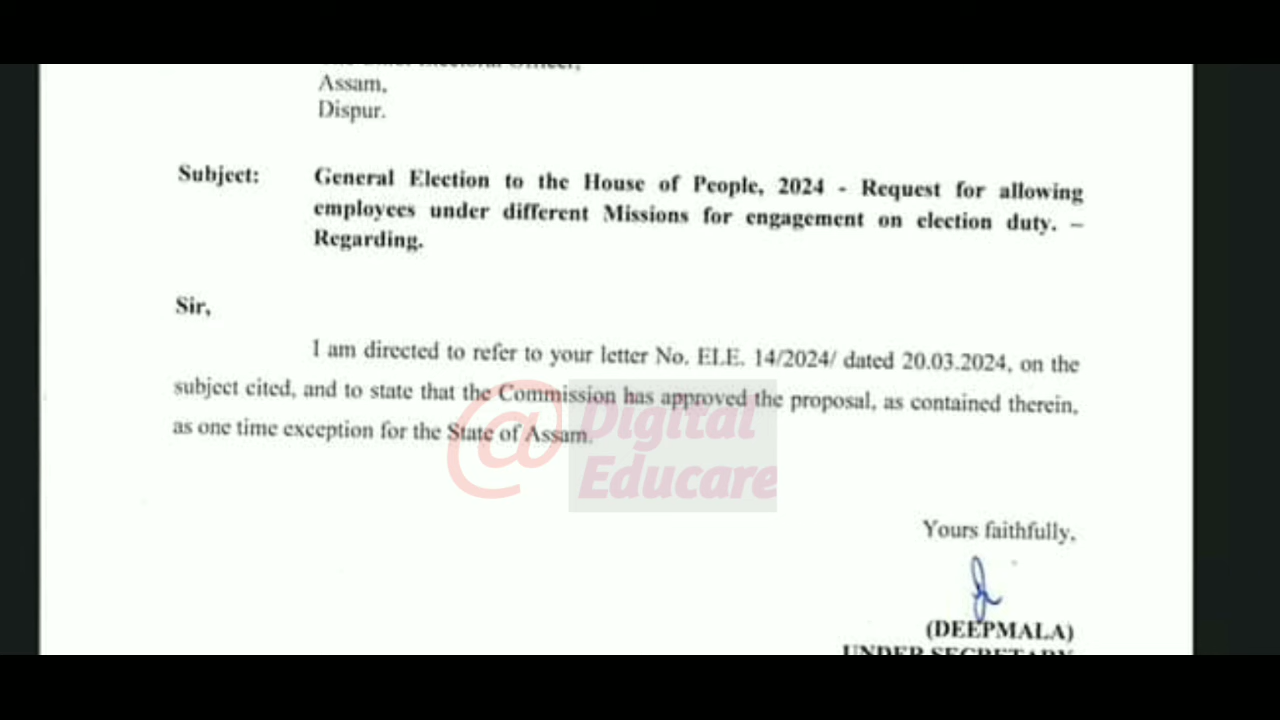 Assam,
Dispur.
Subject: General Election to the House of People, 2024 - Request for allowing
employees under different Missions for engagement on election duty. –
Regarding.
Sir,
I am directed to refer to your letter No. ELE. 14/2024/ dated 20.03.2024, on the
subject cited, and to state that the Commission has approved the proposal, as contained therein,
as one time exception for the State of Assam.
@Digital
Educare
Yours faithfully,
(DEEPMALA)
UNDER SECRETARY